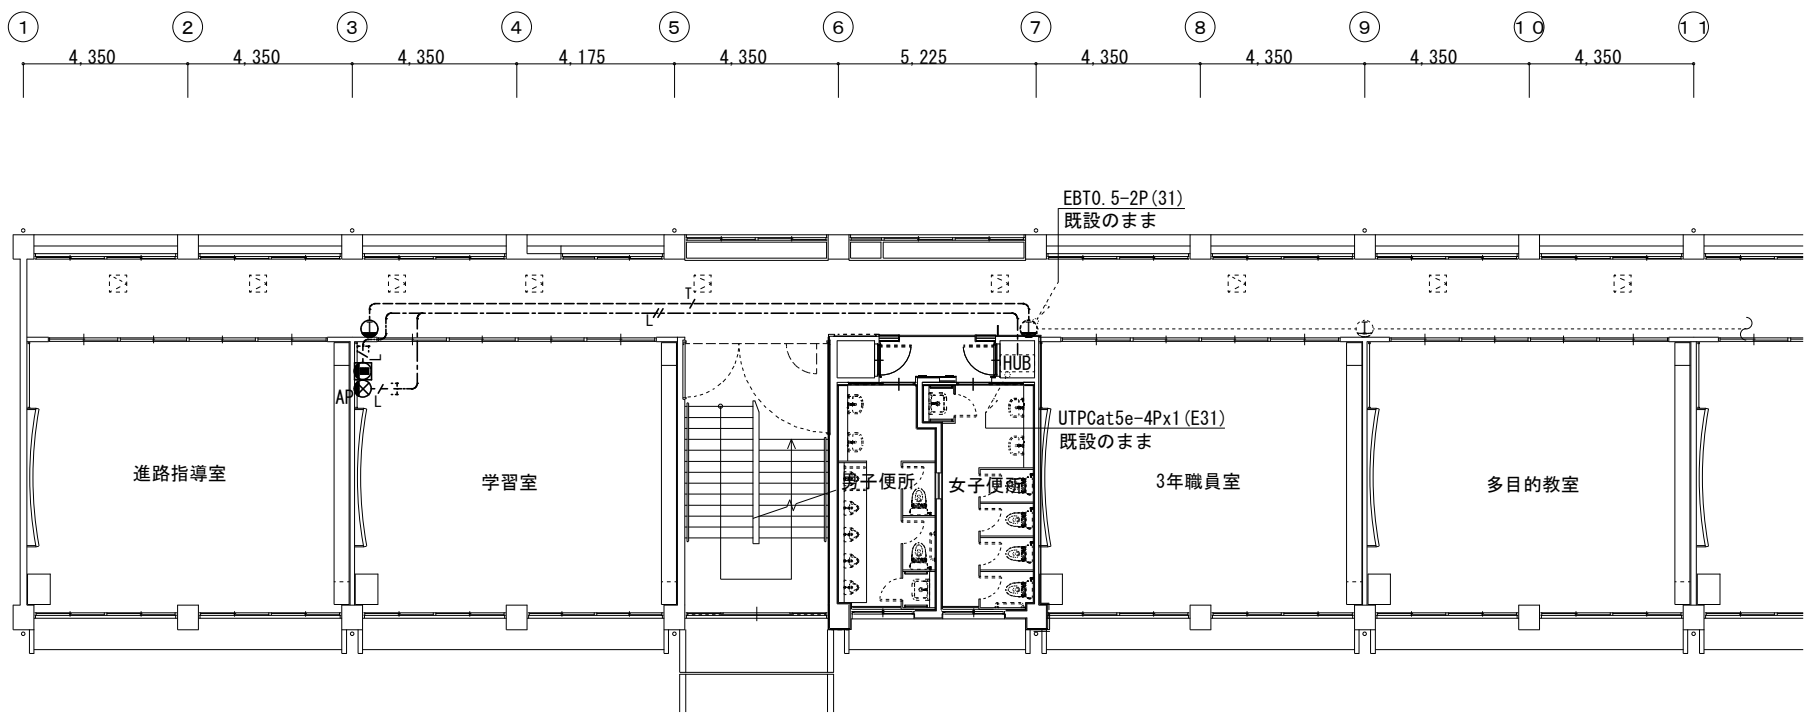 1 2 3 4 5 6 7 8 9 10 11
4,350 4,350 4,350 4,175 4,350 5,225 4,350 4,350 4,350 4,350
EBT0.5-2P(31)
既設のまま
T
L
L
HUB
AP
L
UTPCat5e-4Px1(E31)
既設のまま
進路指導室
学習室
男子便所
女子便所
3年職員室
多目的教室